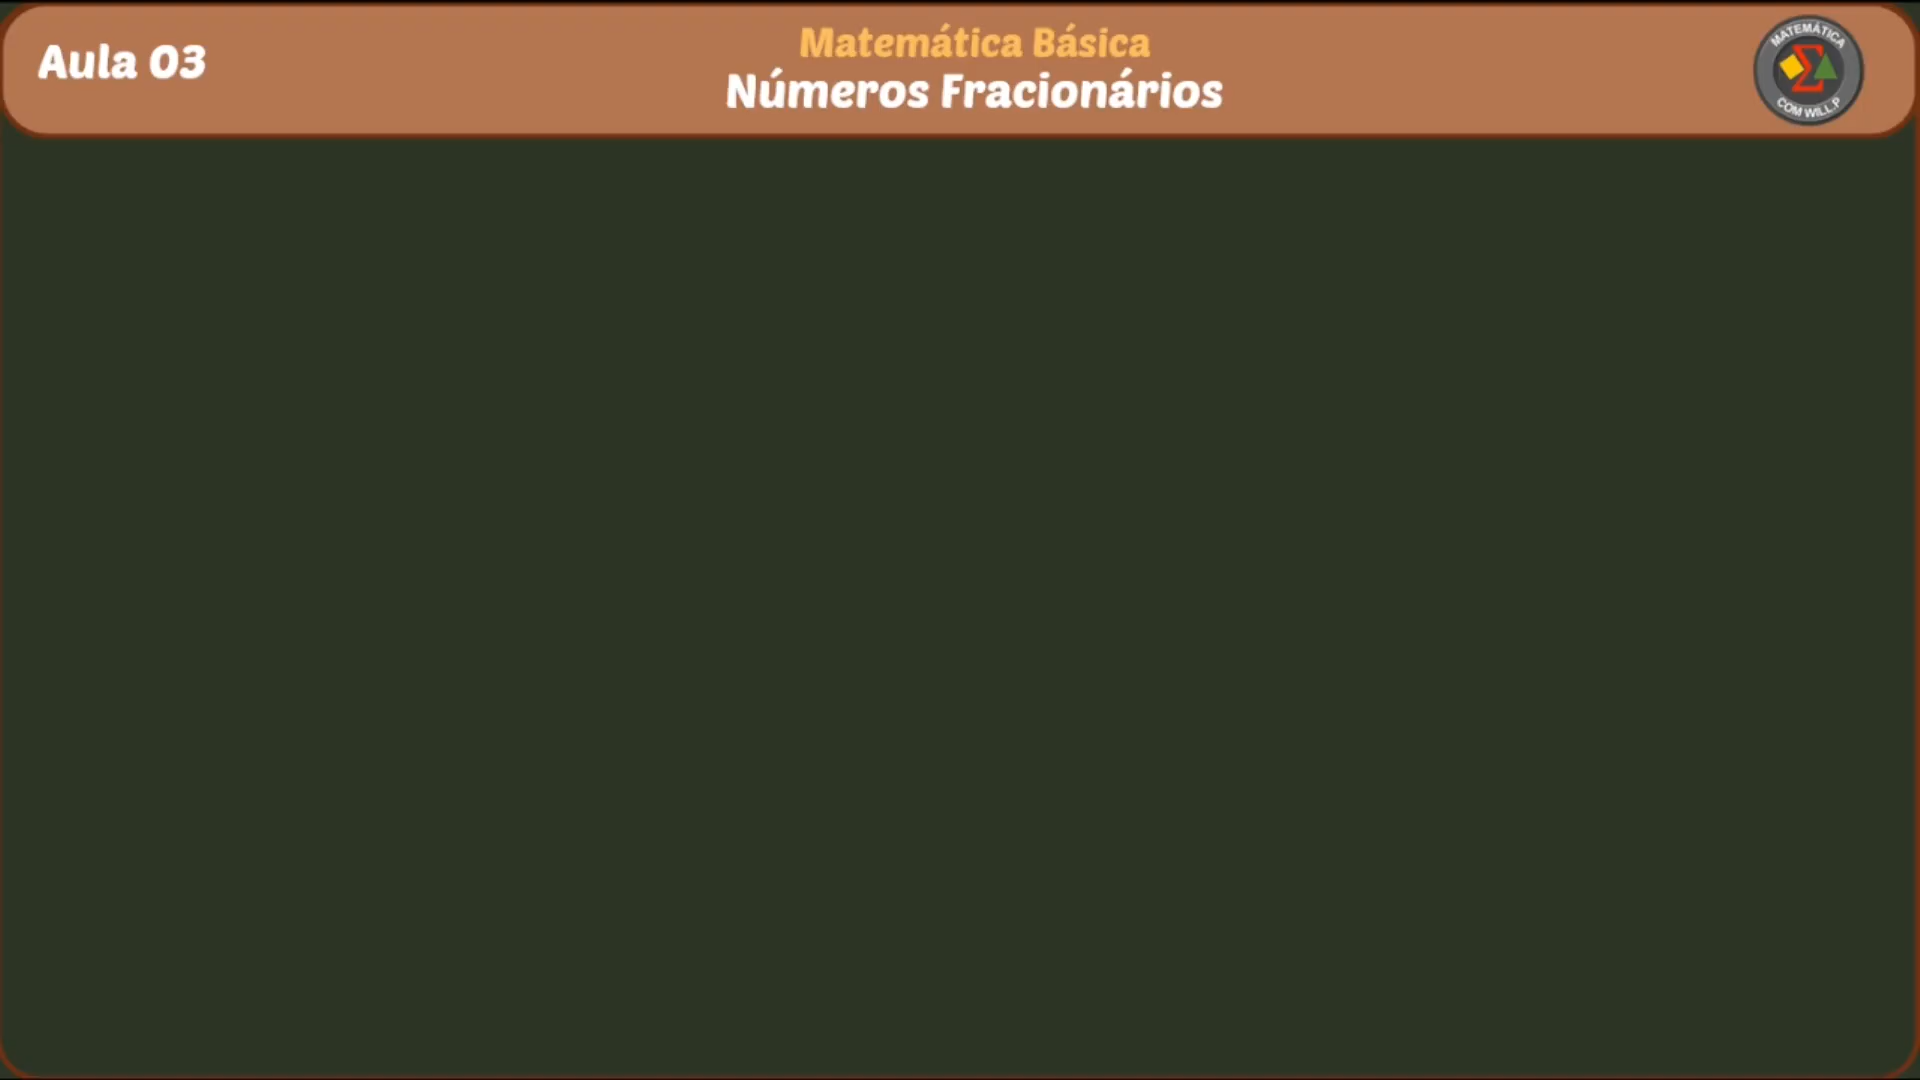 Aula 03
Matemática Básica
Números Fracionários
MATEMÁTICA
COM WILL.P